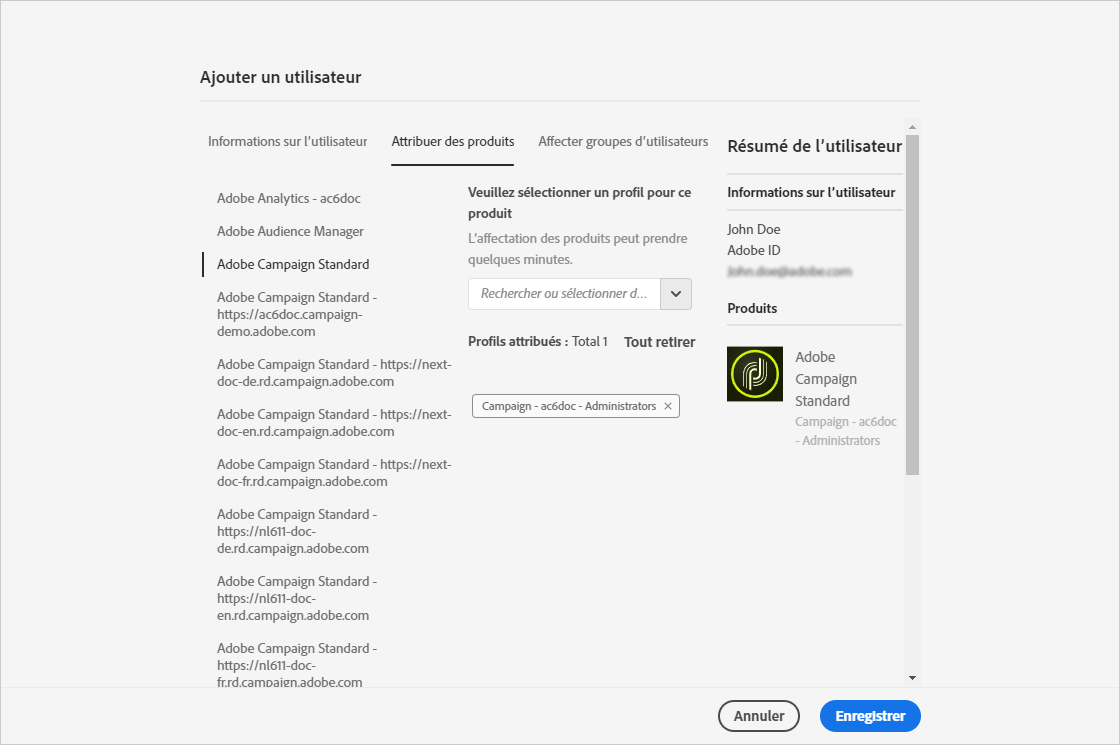 Ajouter un utilisateur
Informations sur l'utilisateur
Attribuer des produits
Affecter groupes d'utilisateurs
Adobe Analytics - ac6doc
Adobe Audience Manager
Adobe Campaign Standard
Adobe Campaign Standard -
https://ac6doc.campaign-
demo.adobe.com
Adobe Campaign Standard - https://next-
doc-de.rd.campaign.adobe.com
Adobe Campaign Standard - https://next-
doc-en.rd.campaign.adobe.com
Adobe Campaign Standard - https://next-
doc-fr.rd.campaign.adobe.com
Adobe Campaign Standard -
https://nl611-doc-
de.rd.campaign.adobe.com
Adobe Campaign Standard -
https://nl611-doc-
en.rd.campaign.adobe.com
Adobe Campaign Standard -
https://nl611-doc-
fr.rd.campaign.adobe.com
Veuillez sélectionner un profil pour ce
produit
L'affectation des produits peut prendre
quelques minutes.
Rechercher ou sélectionner d...
Profils attribués : Total 1
Tout retirer
Campaign - ac6doc - Administrators
Résumé de l'utilisateur
Informations sur l'utilisateur
John Doe
Adobe ID
John.doe@adobe.com
Produits
Adobe
Campaign
Standard
Campaign - ac6doc
- Administrators
Annuler
Enregistrer